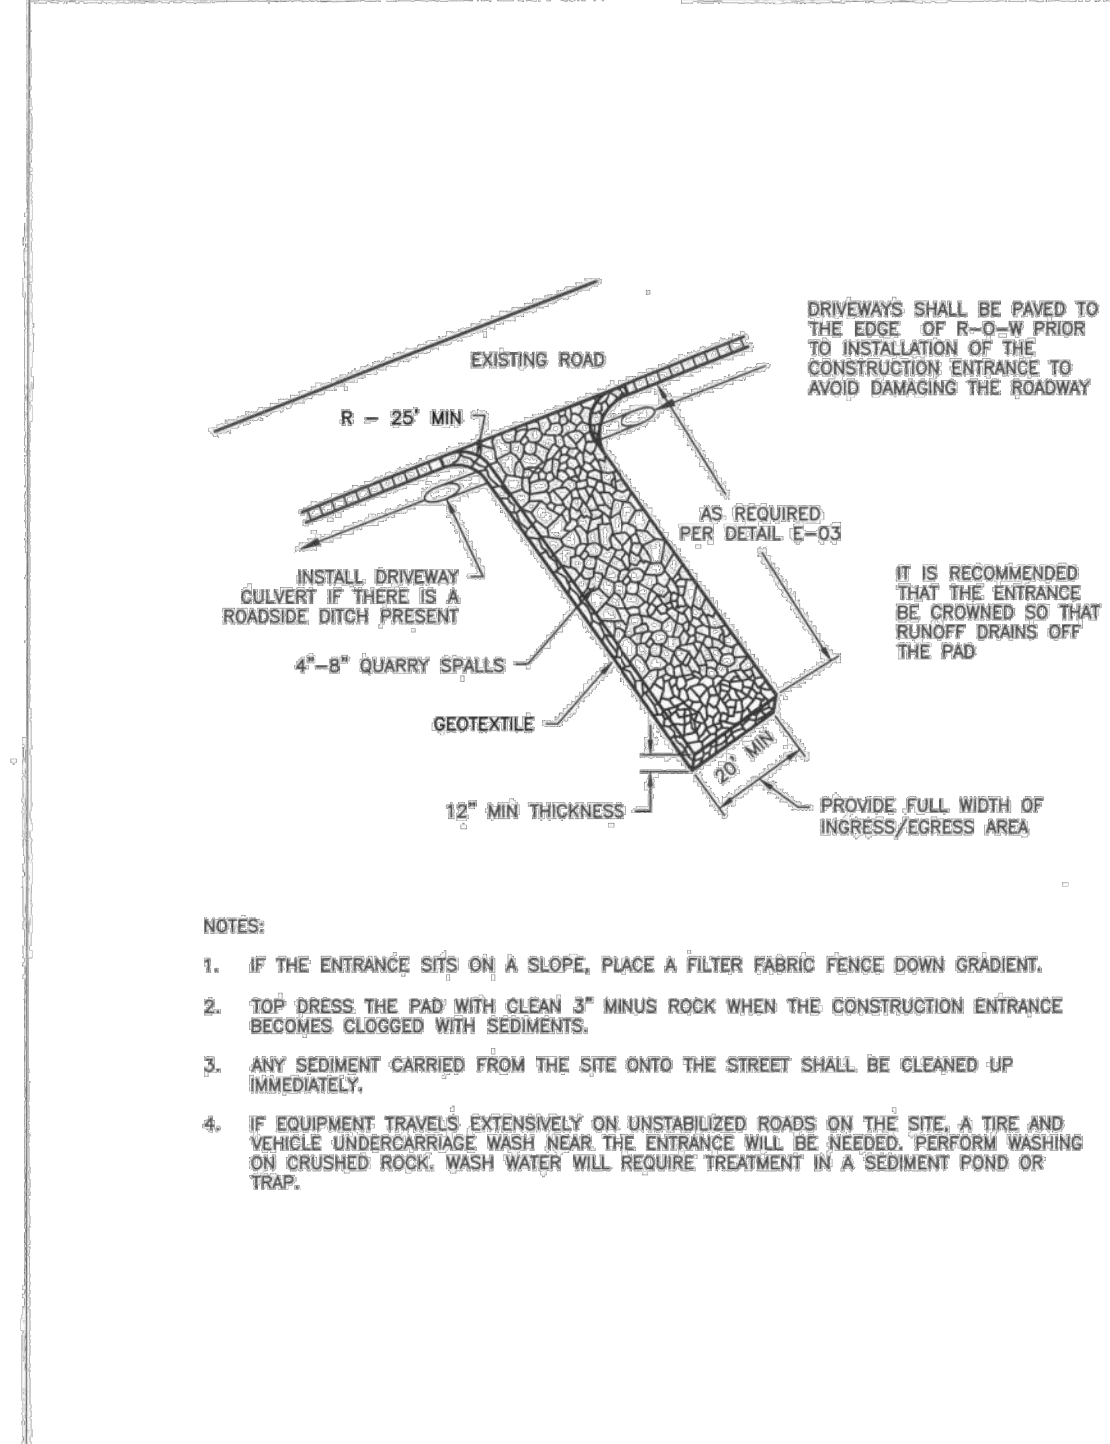 DRIVEWAYS SHALL BE PAVED TO
THE EDGE OF R-O-W PRIOR
TO INSTALLATION OF THE
CONSTRUCTION ENTRANCE TO
AVOID DAMAGING THE ROADWAY
EXISTING ROAD
R - 25' MIN
AS REQUIRED
PER DETAIL E-03
INSTALL DRIVEWAY
CULVERT IF THERE IS A
ROADSIDE DITCH PRESENT
IT IS RECOMMENDED
THAT THE ENTRANCE
BE CROWNED SO THAT
RUNOFF DRAINS OFF
THE PAD
4"-8" QUARRY SPALLS
GEOTEXTILE
20' MIN
12" MIN THICKNESS
PROVIDE FULL WIDTH OF
INGRESS/EGRESS AREA
NOTES:
1. IF THE ENTRANCE SITS ON A SLOPE, PLACE A FILTER FABRIC FENCE DOWN GRADIENT.
2. TOP DRESS THE PAD WITH CLEAN 3" MINUS ROCK WHEN THE CONSTRUCTION ENTRANCE
BECOMES CLOGGED WITH SEDIMENTS.
3. ANY SEDIMENT CARRIED FROM THE SITE ONTO THE STREET SHALL BE CLEANED UP
IMMEDIATELY.
4. IF EQUIPMENT TRAVELS EXTENSIVELY ON UNSTABILIZED ROADS ON THE SITE, A TIRE AND
VEHICLE UNDERCARRIAGE WASH NEAR THE ENTRANCE WILL BE NEEDED. PERFORM WASHING
ON CRUSHED ROCK. WASH WATER WILL REQUIRE TREATMENT IN A SEDIMENT POND OR
TRAP.